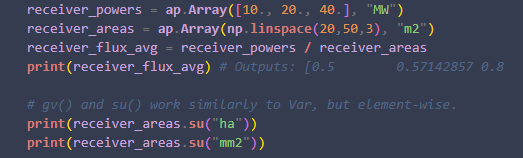 receiver_powers = ap.Array([10., 20., 40.], "MW")
receiver_areas = ap.Array(np.linspace(20,50,3), "m2")
receiver_flux_avg = receiver_powers / receiver_areas
print(receiver_flux_avg) # Outputs: [0.5        0.57142857 0.8
# gv() and su() work similarly to Var, but element-wise.
print(receiver_areas.su("ha"))
print(receiver_areas.su("mm2"))